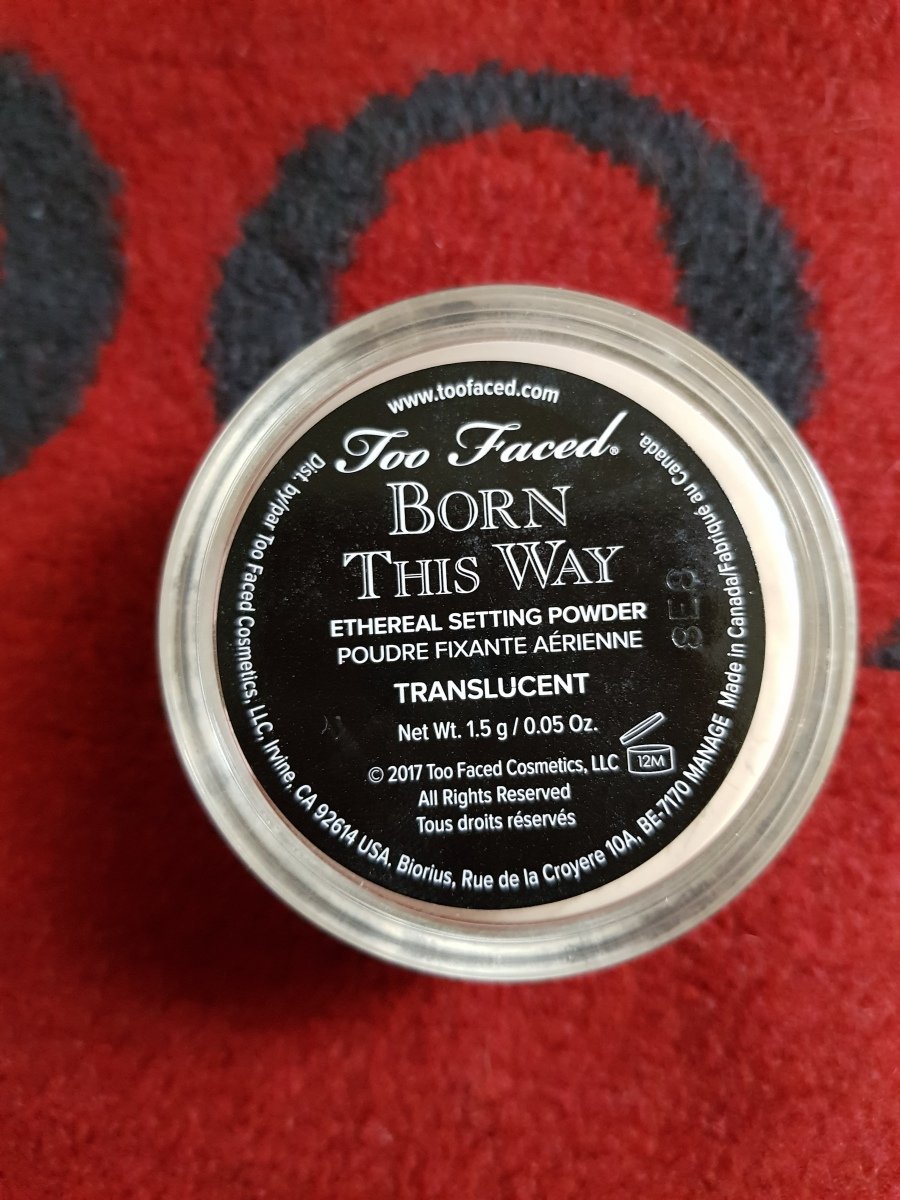 www.toofaced.com
Too Faced®
BORN
THIS WAY
ETHEREAL SETTING POWDER
POUDRE FIXANTE AÉRIENNE
TRANSLUCENT
Net Wt. 1.5 g / 0.05 Oz.
12M
© 2017 Too Faced Cosmetics, LLC
All Rights Reserved
Tous droits réservés
Dist. by/par Too Faced Cosmetics, LLC, Irvine, CA 92614 USA. Biorius, Rue de la Croyere 10A, BE-7170 MANAGE Made in Canada/Fabriqué au Canada.
8E9